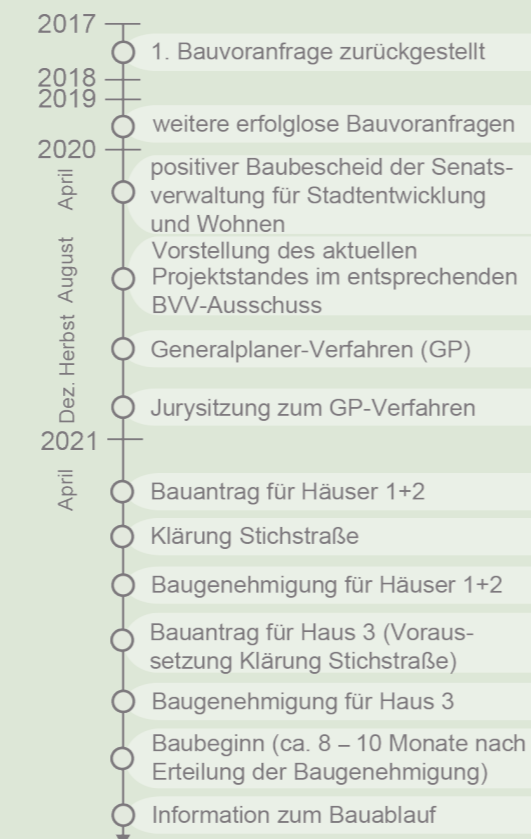 2017
1. Bauvoranfrage zurückgestellt
2018
2019
weitere erfolglose Bauvoranfragen
2020
April
positiver Baubescheid der Senats-
verwaltung für Stadtentwicklung
und Wohnen
August
Vorstellung des aktuellen
Projektstandes im entsprechenden
BVV-Ausschuss
Herbst
Generalplaner-Verfahren (GP)
Dez.
Jurysitzung zum GP-Verfahren
2021
April
Bauantrag für Häuser 1+2
Klärung Stichstraße
Baugenehmigung für Häuser 1+2
Bauantrag für Haus 3 (Voraus-
setzung Klärung Stichstraße)
Baugenehmigung für Haus 3
Baubeginn (ca. 8 – 10 Monate nach
Erteilung der Baugenehmigung)
Information zum Bauablauf